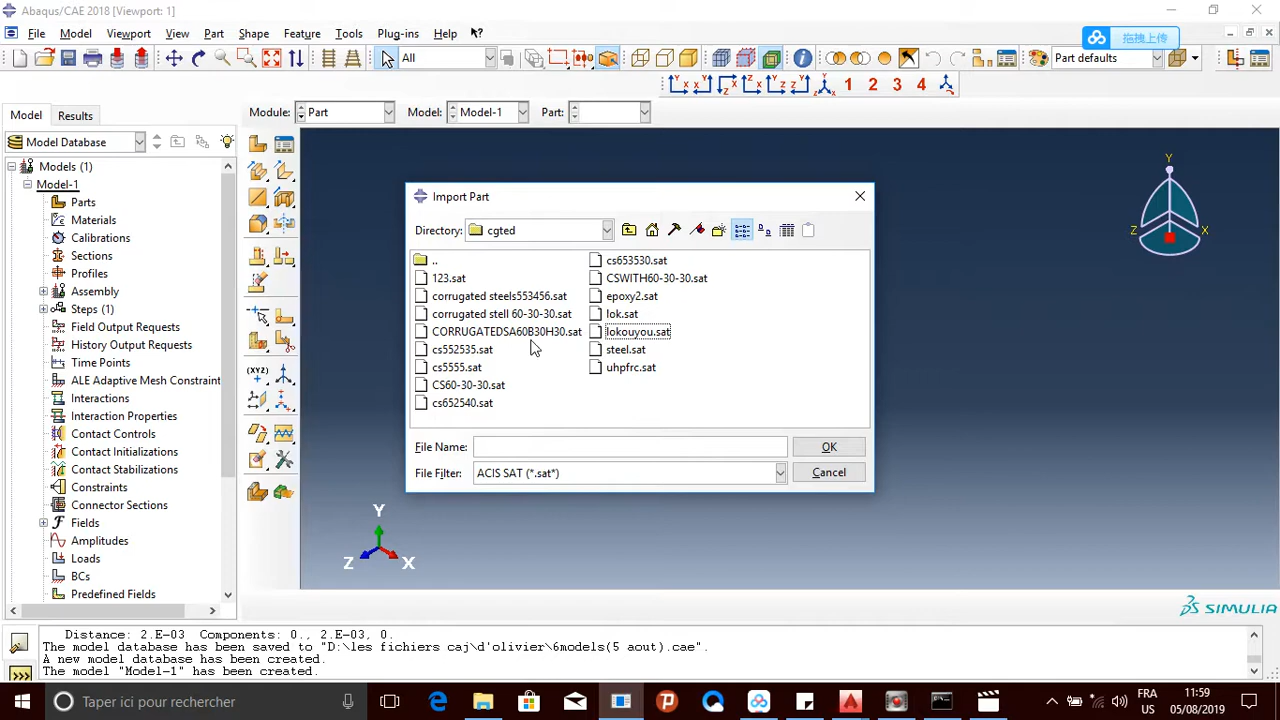 Abaqus/CAE 2018 [Viewport: 1]
File Model Viewport View Part Shape Feature Tools Plug-ins Help
拖拽上传
All
Part defaults
1 2 3 4
Model Results
Module: Part Model: Model-1 Part:
Model Database
Models (1)
Model-1
Parts
Materials
Calibrations
Sections
Profiles
Assembly
Steps (1)
Field Output Requests
History Output Requests
Time Points
ALE Adaptive Mesh Constraint
Interactions
Interaction Properties
Contact Controls
Contact Initializations
Contact Stabilizations
Constraints
Connector Sections
Fields
Amplitudes
Loads
BCs
Predefined Fields
(XYZ)
Import Part
Directory: cgted
..
123.sat
corrugated steels553456.sat
corrugated stell 60-30-30.sat
CORRUGATEDSA60B30H30.sat
cs552535.sat
cs5555.sat
CS60-30-30.sat
cs652540.sat
cs653530.sat
CSWITH60-30-30.sat
epoxy2.sat
lok.sat
lokouyou.sat
steel.sat
uhpfrc.sat
File Name: OK
File Filter: ACIS SAT (*.sat*) Cancel
Y
Z X
Y
Z X
SIMULIA
Distance: 2.E-03 Components: 0., 2.E-03, 0.
The model database has been saved to "D:\les fichiers caj\d'olivier\6models(5 aout).cae".
A new model database has been created.
The model "Model-1" has been created.
>>>
Taper ici pour rechercher
FRA
US
11:59
05/08/2019